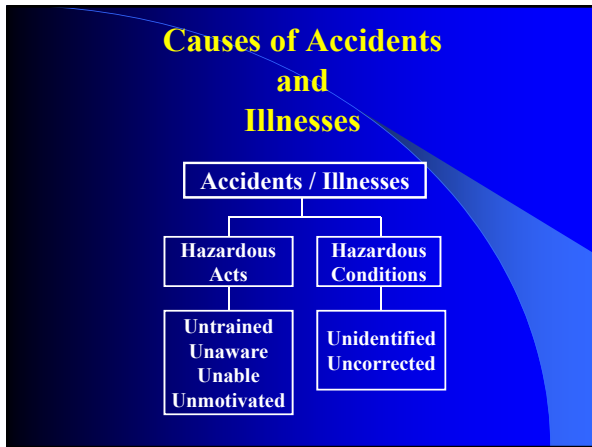 Causes of Accidents
and
Illnesses
Accidents / Illnesses
Hazardous
Acts
Hazardous
Conditions
Untrained
Unaware
Unable
Unmotivated
Unidentified
Uncorrected